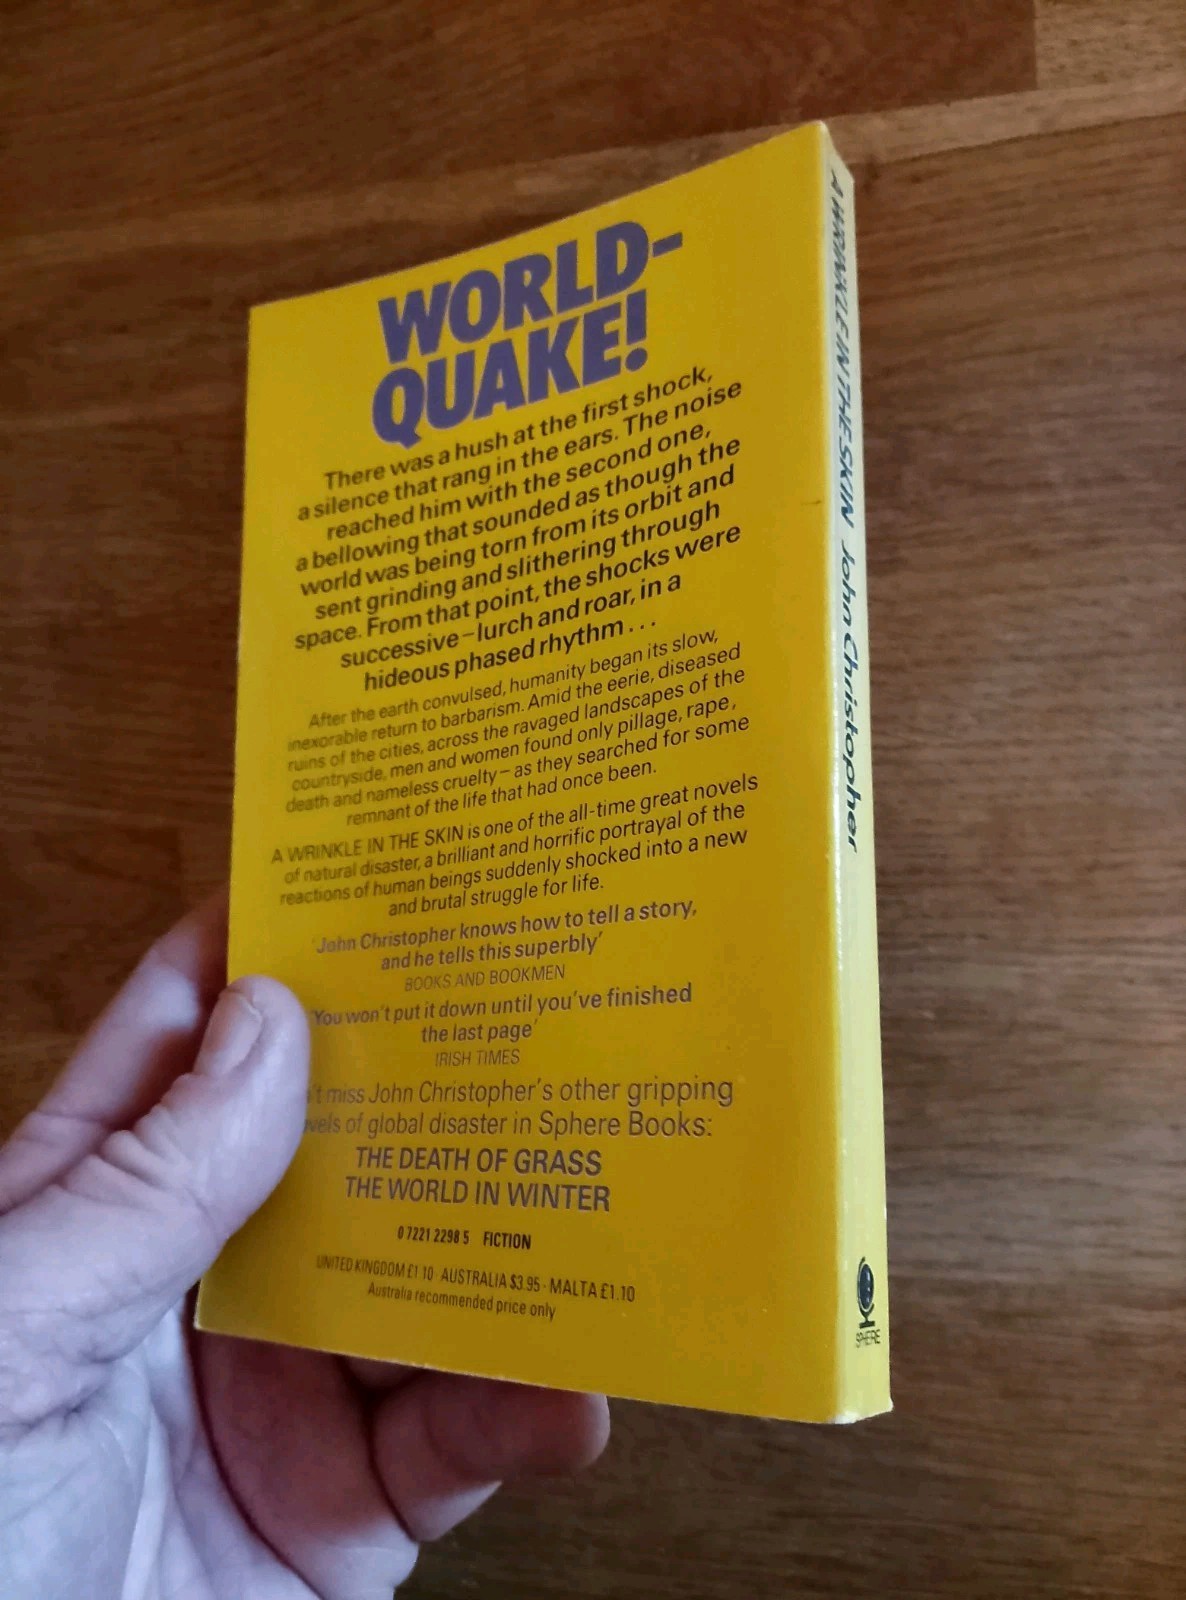 WORLD-
QUAKE!
There was a hush at the first shock,
a silence that rang in the ears. The noise
reached him with the second one,
a bellowing that sounded as though the
world was being torn from its orbit and
sent grinding and slithering through
space. From that point, the shocks were
successive – lurch and roar, in a
hideous phased rhythm . . .
After the earth convulsed, humanity began its slow,
inexorable return to barbarism. Amid the eerie, diseased
ruins of the cities, across the ravaged landscapes of the
countryside, men and women found only pillage, rape,
death and nameless cruelty – as they searched for some
remnant of the life that had once been.
A WRINKLE IN THE SKIN is one of the all-time great novels
of natural disaster, a brilliant and horrific portrayal of the
reactions of human beings suddenly shocked into a new
and brutal struggle for life.
'John Christopher knows how to tell a story,
and he tells this superbly'
BOOKS AND BOOKMEN
'You won't put it down until you've finished
the last page'
IRISH TIMES
miss John Christopher's other gripping
of global disaster in Sphere Books:
THE DEATH OF GRASS
THE WORLD IN WINTER
0 7221 2298 5 FICTION
UNITED KINGDOM £1.10 · AUSTRALIA $3.95 · MALTA £1.10
Australia recommended price only
A WRINKLE IN THE SKIN John Christopher
SPHERE